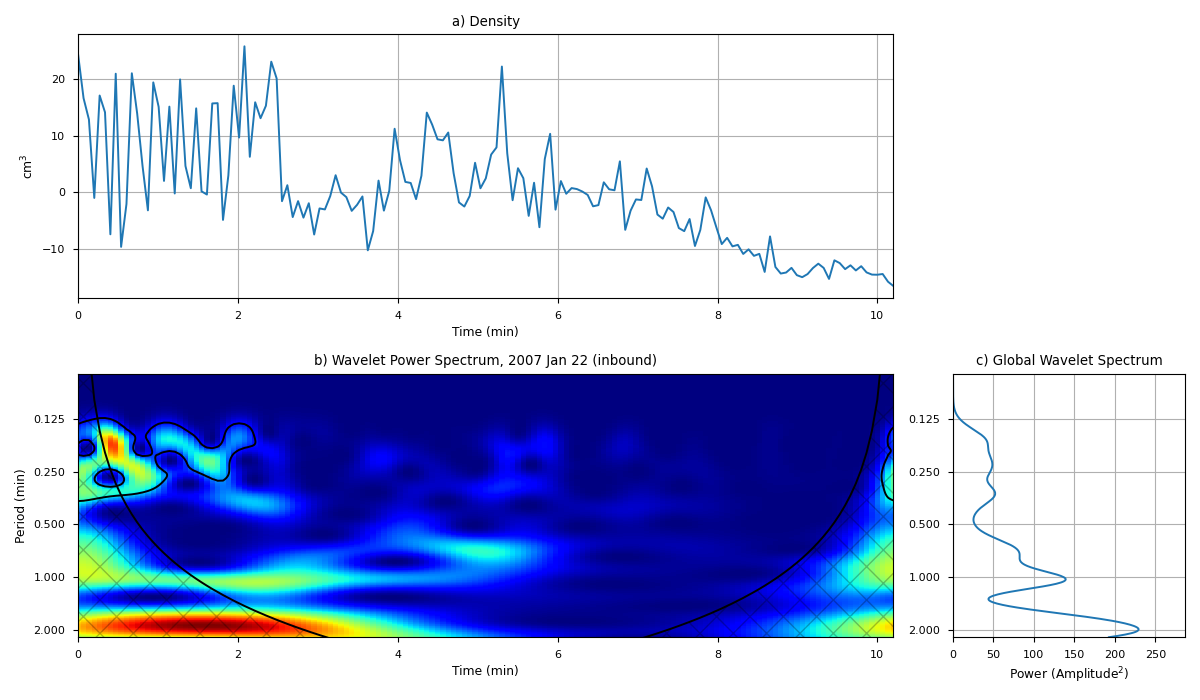 a) Density
20
10
0
−10
cm³
0 2 4 6 8 10
Time (min)
b) Wavelet Power Spectrum, 2007 Jan 22 (inbound)
0.125
0.250
0.500
1.000
2.000
Period (min)
0 2 4 6 8 10
Time (min)
c) Global Wavelet Spectrum
0.125
0.250
0.500
1.000
2.000
0 50 100 150 200 250
Power (Amplitude²)